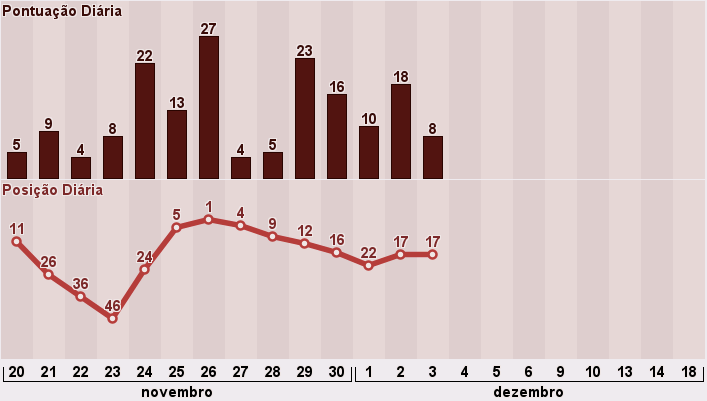 Pontuação Diária
5 9 4 8 22 13 27 4 5 23 16 10 18 8
Posição Diária
11 26 36 46 24 5 1 4 9 12 16 22 17 17
20 21 22 23 24 25 26 27 28 29 30 1 2 3 4 5 6 9 10 13 14 18
novembro dezembro